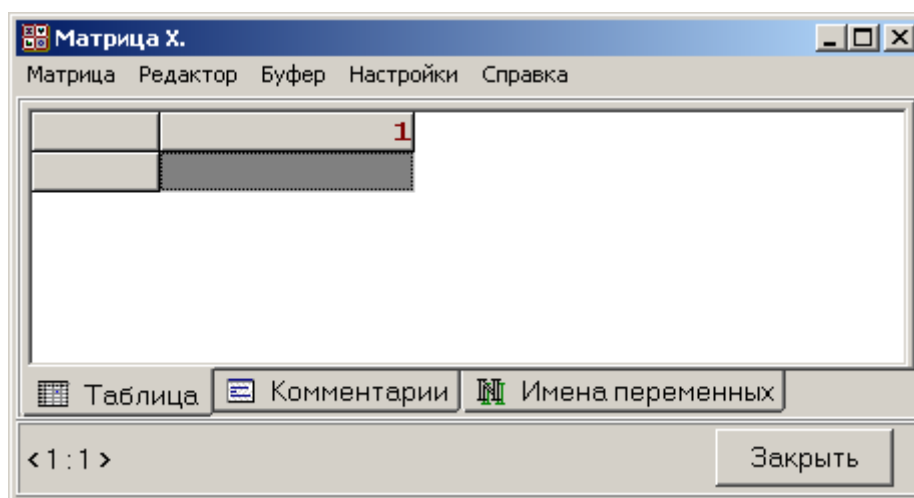 Матрица X.
Матрица Редактор Буфер Настройки Справка
1
Таблица Комментарии Имена переменных
<1:1> Закрыть